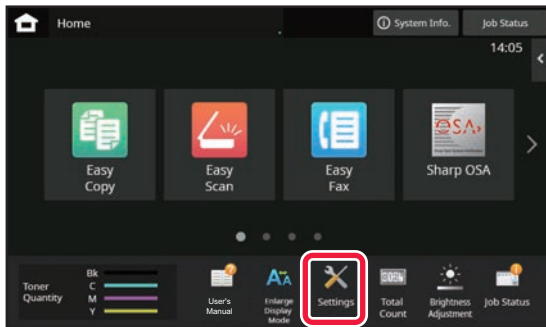 Home
System Info.
Job Status
14:05
Easy
Copy
Easy
Scan
Easy
Fax
OSA
Sharp OSA
Toner
Quantity
Bk
C
M
Y
User's
Manual
Enlarge
Display
Mode
Settings
Total
Count
Brightness
Adjustment
Job Status